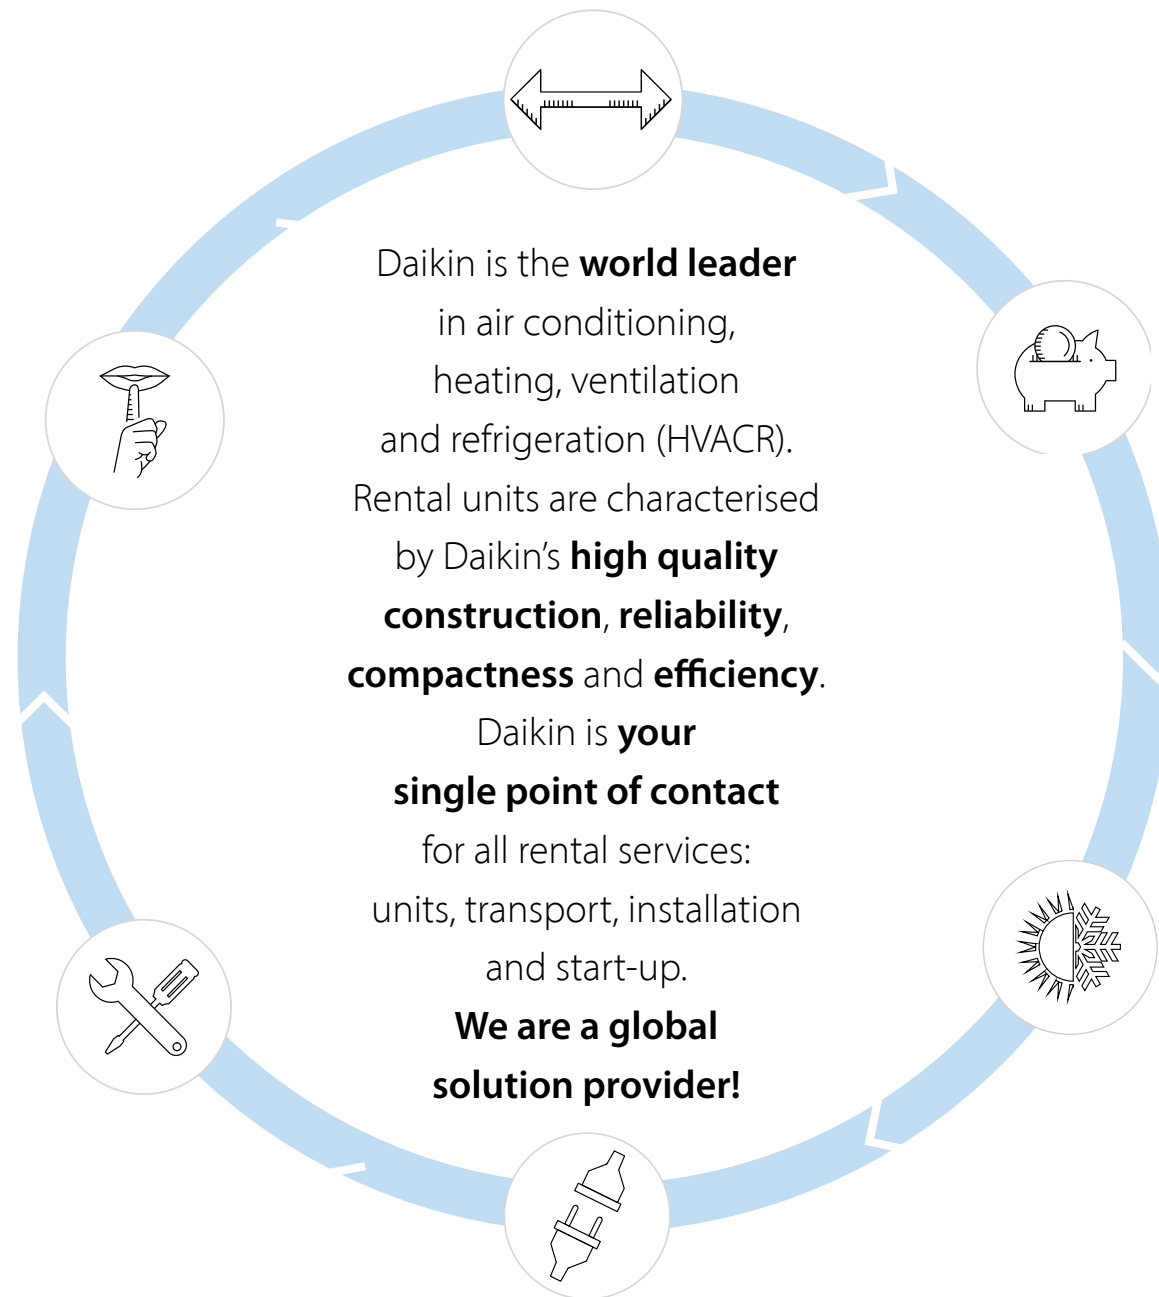 Daikin is the world leader
in air conditioning,
heating, ventilation
and refrigeration (HVACR).
Rental units are characterised
by Daikin’s high quality
construction, reliability,
compactness and efficiency.
Daikin is your
single point of contact
for all rental services:
units, transport, installation
and start-up.
We are a global
solution provider!